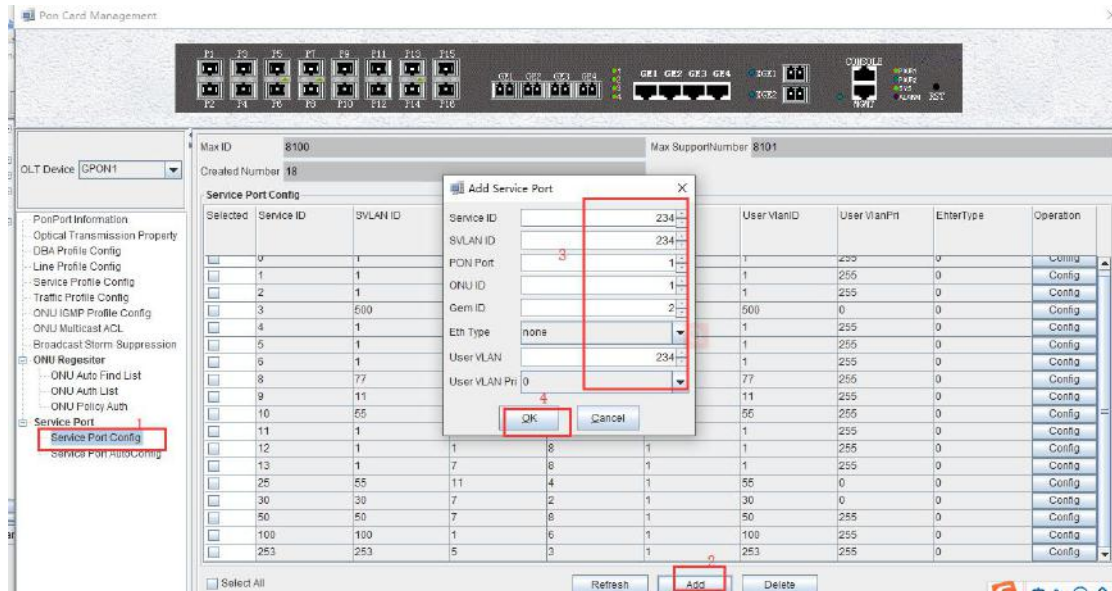 Pon Card Management
P1 P3 P5 P7 P9 P11 P13 P15
GE1 GE2 GE3 GE4
GE1 GE2 GE3 GE4
CONSOLE
P2 P4 P6 P8 P10 P12 P14 P16
MGMT
RST
OLT Device GPON1
PonPort Information
Optical Transmission Property
DBA Profile Config
Line Profile Config
Service Profile Config
Traffic Profile Config
ONU IGMP Profile Config
ONU Multicast ACL
Broadcast Storm Suppression
ONU Regesiter
ONU Auto Find List
ONU Auth List
ONU Policy Auth
Service Port
1
Service Port Config
Service Port AutoConfig
Max ID 8100 Max SupportNumber 8101
Created Number 18
Service Port Config
Selected Service ID SVLAN ID User VlanID User VlanPri EhterType Operation
0 1 1 255 0 Config
1 1 1 255 0 Config
2 1 1 255 0 Config
3 500 500 0 0 Config
4 1 1 255 0 Config
5 1 1 255 0 Config
6 1 1 255 0 Config
8 77 77 255 0 Config
9 11 11 255 0 Config
10 55 55 255 0 Config
11 1 1 255 0 Config
12 1 1 8 1 1 255 0 Config
13 1 7 8 1 1 255 0 Config
25 55 11 4 1 55 0 0 Config
30 30 7 2 1 30 0 0 Config
50 50 7 8 1 50 255 0 Config
100 100 1 6 1 100 255 0 Config
253 253 5 3 1 253 255 0 Config
2
Select All Refresh Add Delete
Add Service Port
Service ID 234
SVLAN ID 234
3
PON Port 1
ONU ID 1
Gem ID 2
Eth Type none
User VLAN 234
User VLAN Pri 0
4
OK Cancel